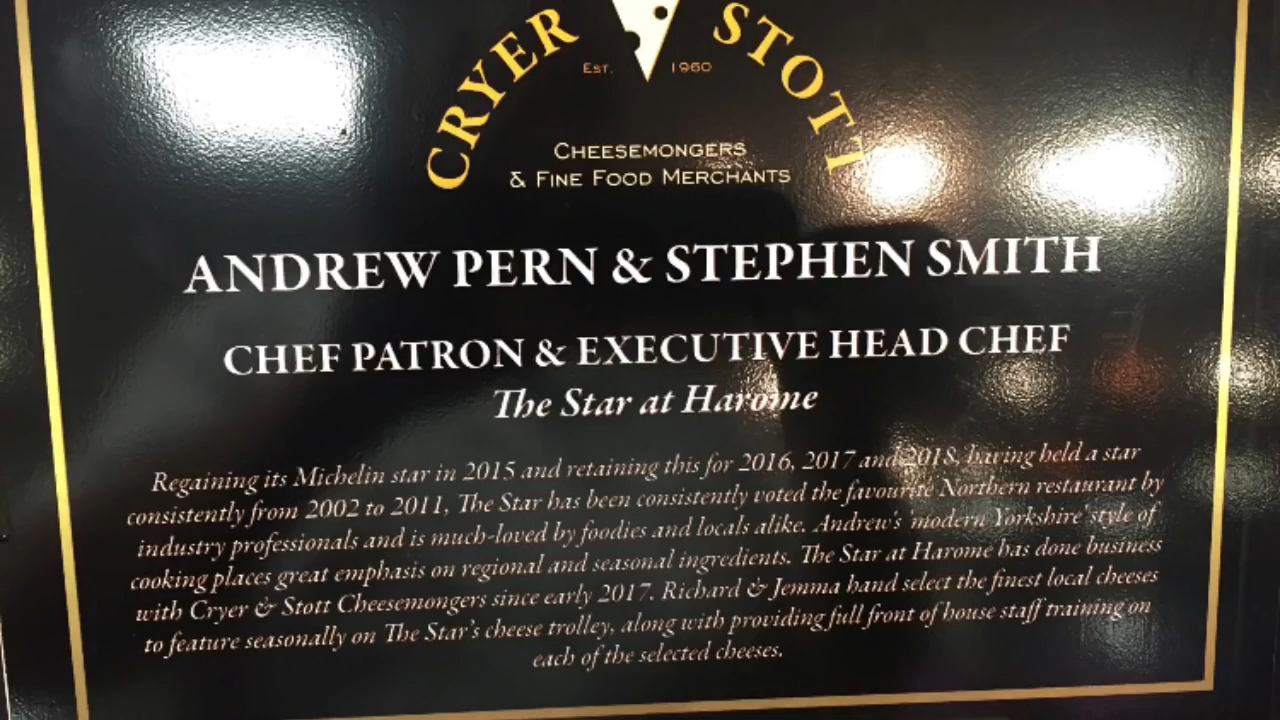 CRYER STOTT
EST. 1960
CHEESEMONGERS
& FINE FOOD MERCHANTS
ANDREW PERN & STEPHEN SMITH
CHEF PATRON & EXECUTIVE HEAD CHEF
The Star at Harome
Regaining its Michelin star in 2015 and retaining this for 2016, 2017 and 2018, having held a star
consistently from 2002 to 2011, The Star has been consistently voted the favourite Northern restaurant by
industry professionals and is much-loved by foodies and locals alike. Andrew's 'modern Yorkshire' style of
cooking places great emphasis on regional and seasonal ingredients. The Star at Harome has done business
with Cryer & Stott Cheesemongers since early 2017. Richard & Jemma hand select the finest local cheeses
to feature seasonally on The Star's cheese trolley, along with providing full front of house staff training on
each of the selected cheeses.